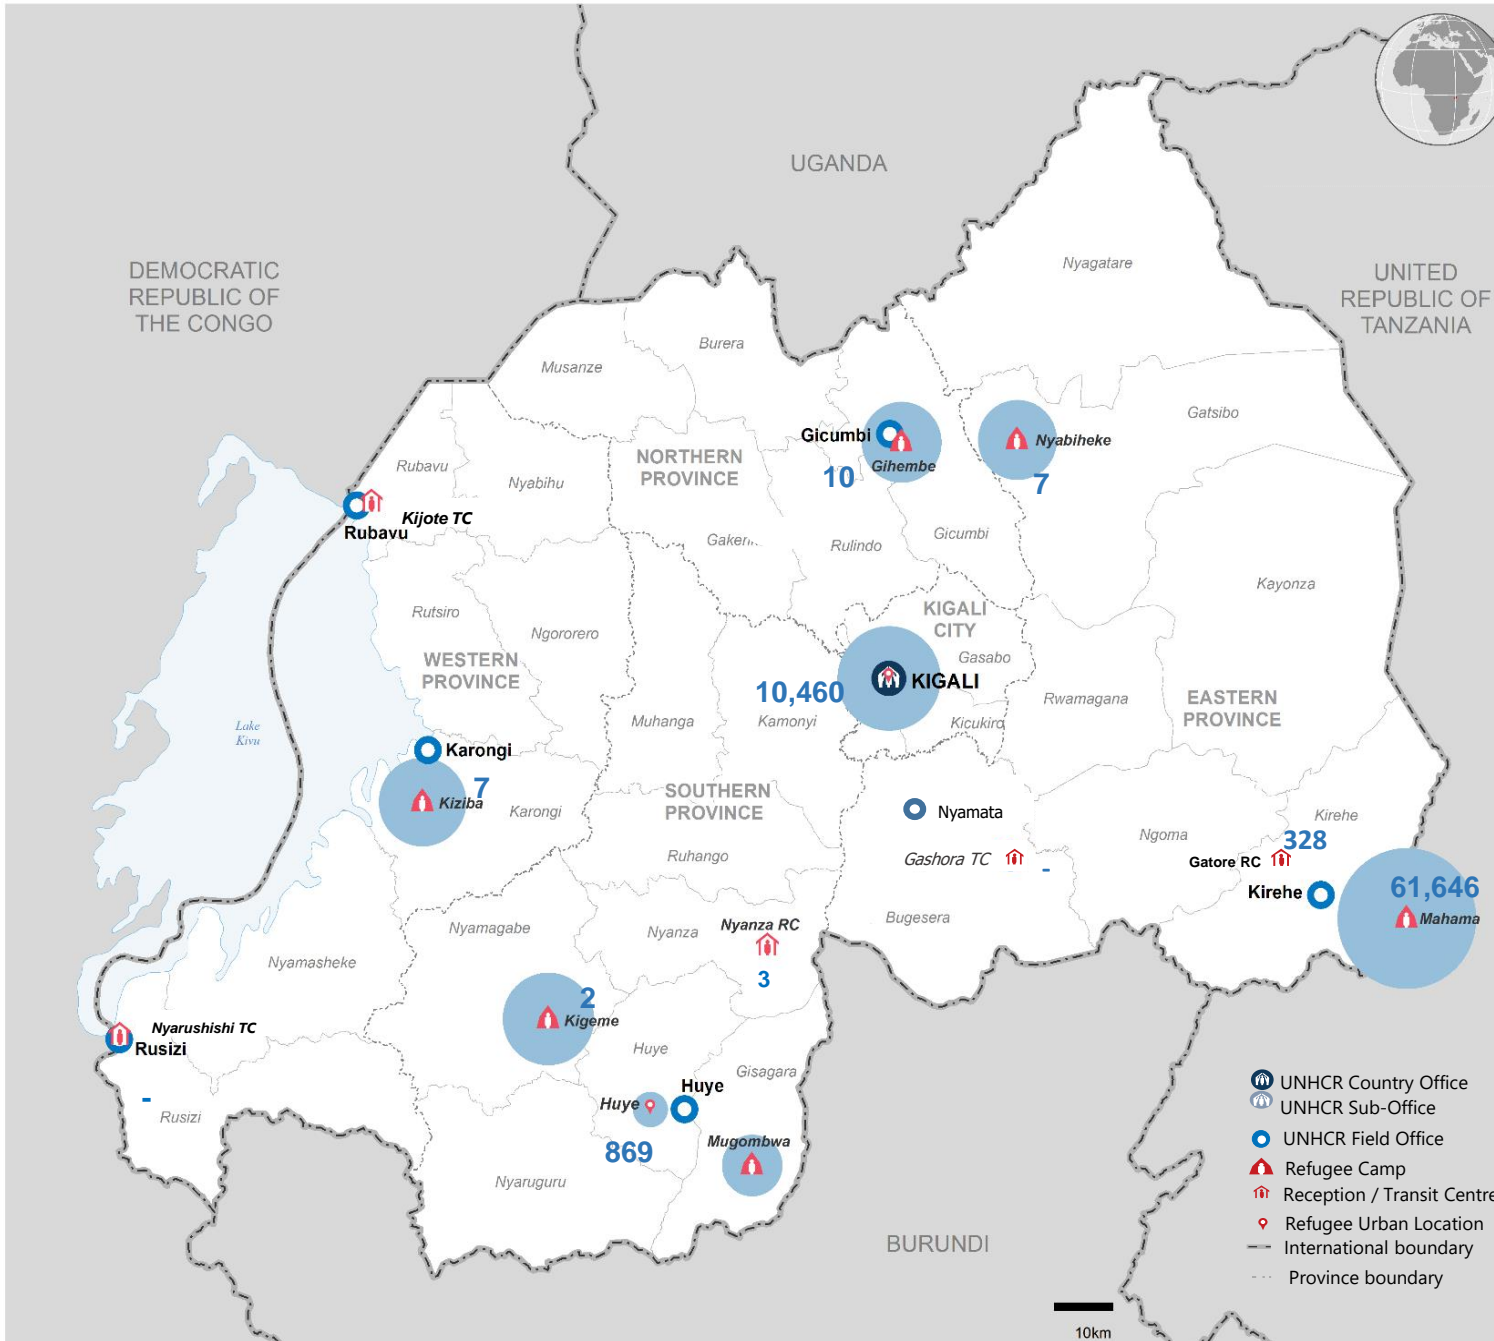 UGANDA
DEMOCRATIC
REPUBLIC OF
THE CONGO
UNITED
REPUBLIC OF
TANZANIA
Nyagatare
Burera
Musanze
Gatsibo
Gicumbi
Gihembe
10
Nyabiheke
7
NORTHERN
PROVINCE
Rubavu
Nyabihu
Kijote TC
Rubavu
Rulindo
Gicumbi
Kayonza
KIGALI
CITY
Gasabo
Rutsiro
Ngororero
WESTERN
PROVINCE
10,460
KIGALI
Kicukiro
Rwamagana
EASTERN
PROVINCE
Muhanga
Kamonyi
Lake
Kivu
Karongi
7
Kiziba
Karongi
SOUTHERN
PROVINCE
Nyamata
Ngoma
Kirehe
328
Gatore RC
Ruhango
Gashora TC
-
Kirehe
61,646
Mahama
Nyamagabe
Nyanza
Nyanza RC
3
Bugesera
Nyamasheke
2
Kigeme
Nyarushishi TC
Rusizi
-
Rusizi
Huye
Gisagara
Huye
Huye
869
Mugombwa
Nyaruguru
BURUNDI
UNHCR Country Office
UNHCR Sub-Office
UNHCR Field Office
Refugee Camp
Reception / Transit Centre
Refugee Urban Location
International boundary
Province boundary
10km